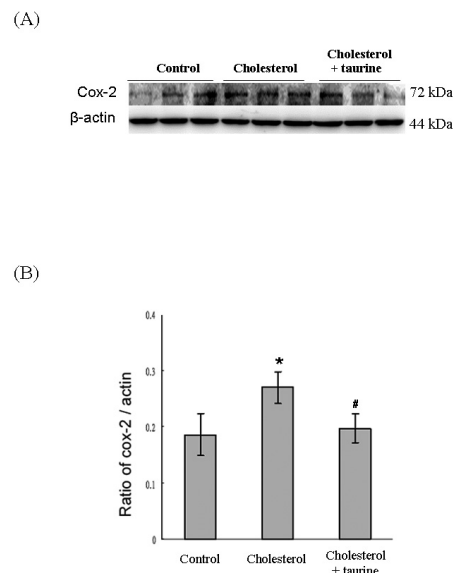 (A)
Control
Cholesterol
Cholesterol
+ taurine
Cox-2
72 kDa
β-actin
44 kDa
(B)
Ratio of cox-2 / actin
0.4
0.3
0.2
0.1
0
*
#
Control
Cholesterol
Cholesterol
+ taurine